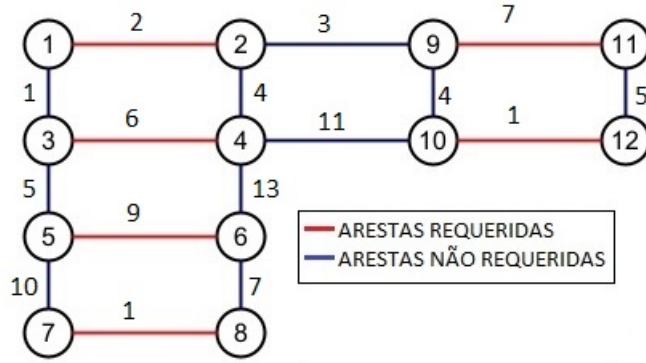 2 3 7
1 2 9 11
1 4 4 5
6 11 1
3 4 10 12
5 13
9
5 6
10 7
1
7 8
ARESTAS REQUERIDAS
ARESTAS NÃO REQUERIDAS